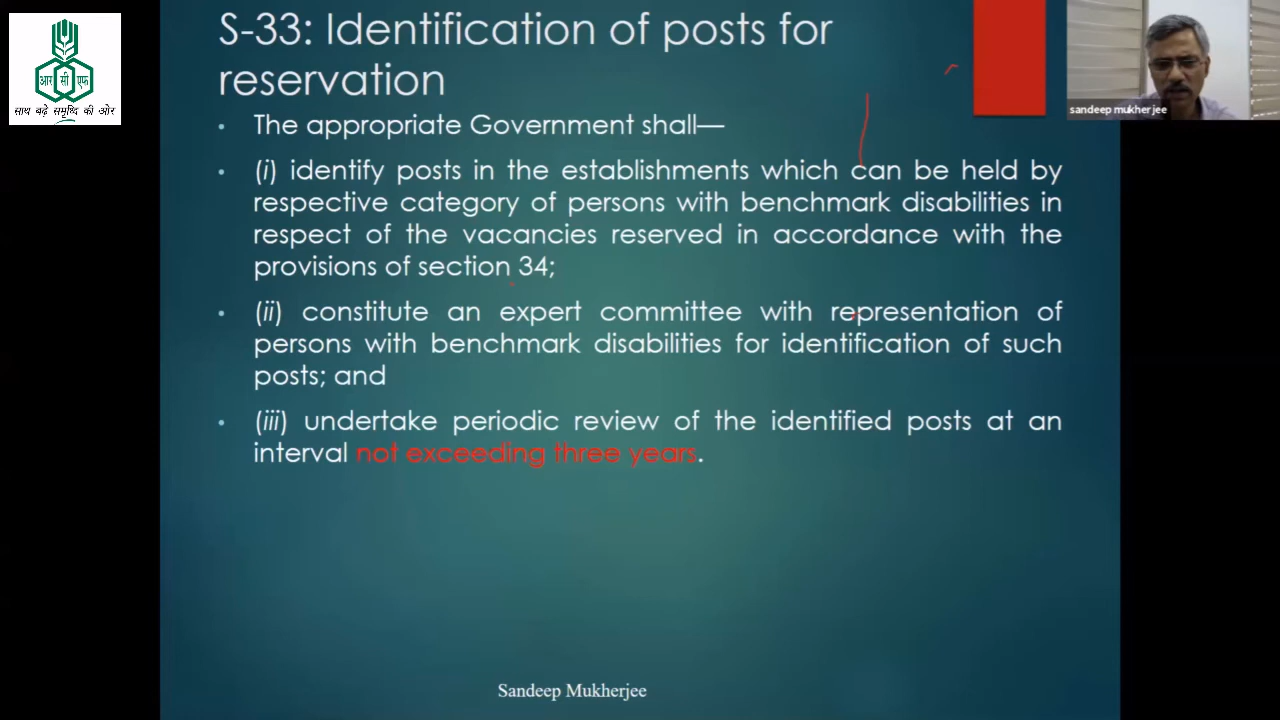 S-33: Identification of posts for
reservation
आर सी एफ
साथ बढ़ें समृध्दि की ओर
sandeep mukherjee
The appropriate Government shall—
(i) identify posts in the establishments which can be held by
respective category of persons with benchmark disabilities in
respect of the vacancies reserved in accordance with the
provisions of section 34;
(ii) constitute an expert committee with representation of
persons with benchmark disabilities for identification of such
posts; and
(iii) undertake periodic review of the identified posts at an
interval not exceeding three years.
Sandeep Mukherjee